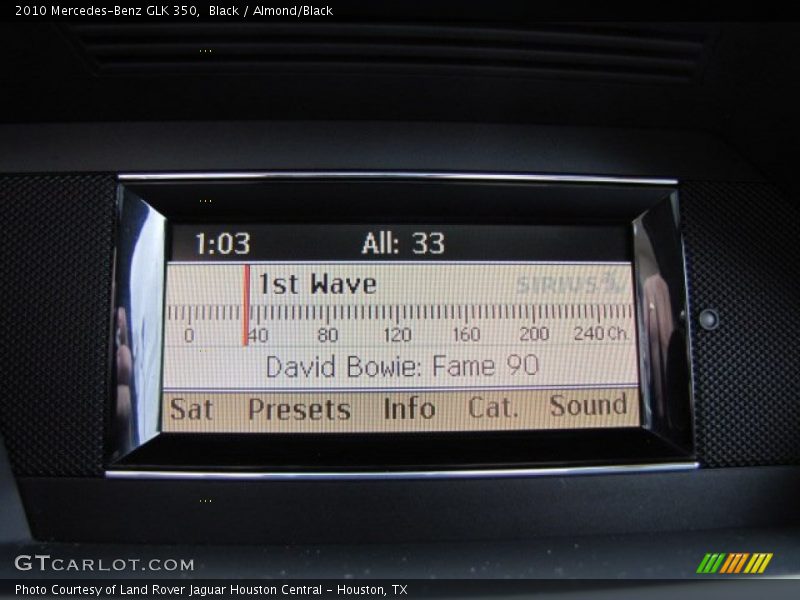 2010 Mercedes-Benz GLK 350, Black / Almond/Black
...
...
1:03 All: 33
1st Wave SIRIUS
0 40 80 120 160 200 240 Ch.
David Bowie: Fame 90
Sat Presets Info Cat. Sound
...
GTCARLOT.COM
Photo Courtesy of Land Rover Jaguar Houston Central - Houston, TX